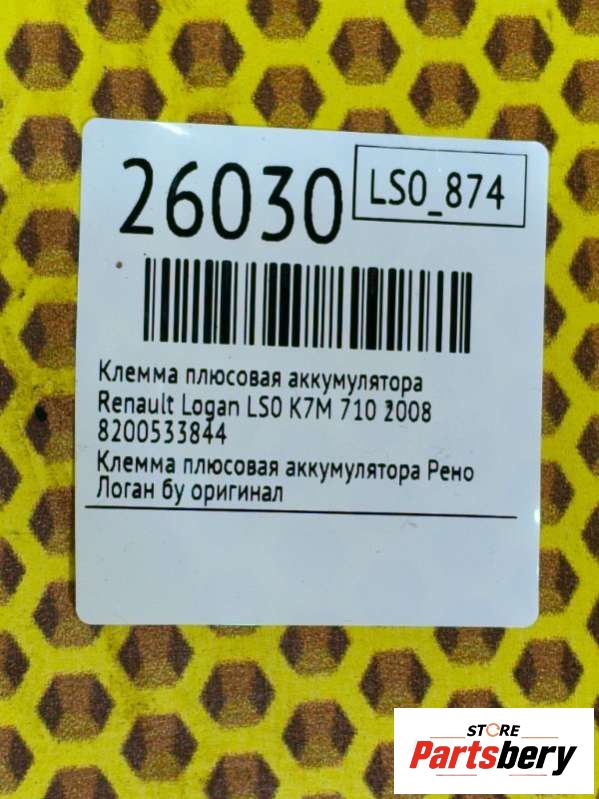 26030
LS0_874
Клемма плюсовая аккумулятора
Renault Logan LS0 K7M 710 2008
8200533844
Клемма плюсовая аккумулятора Рено
Логан бу оригинал
STORE
Partsbery